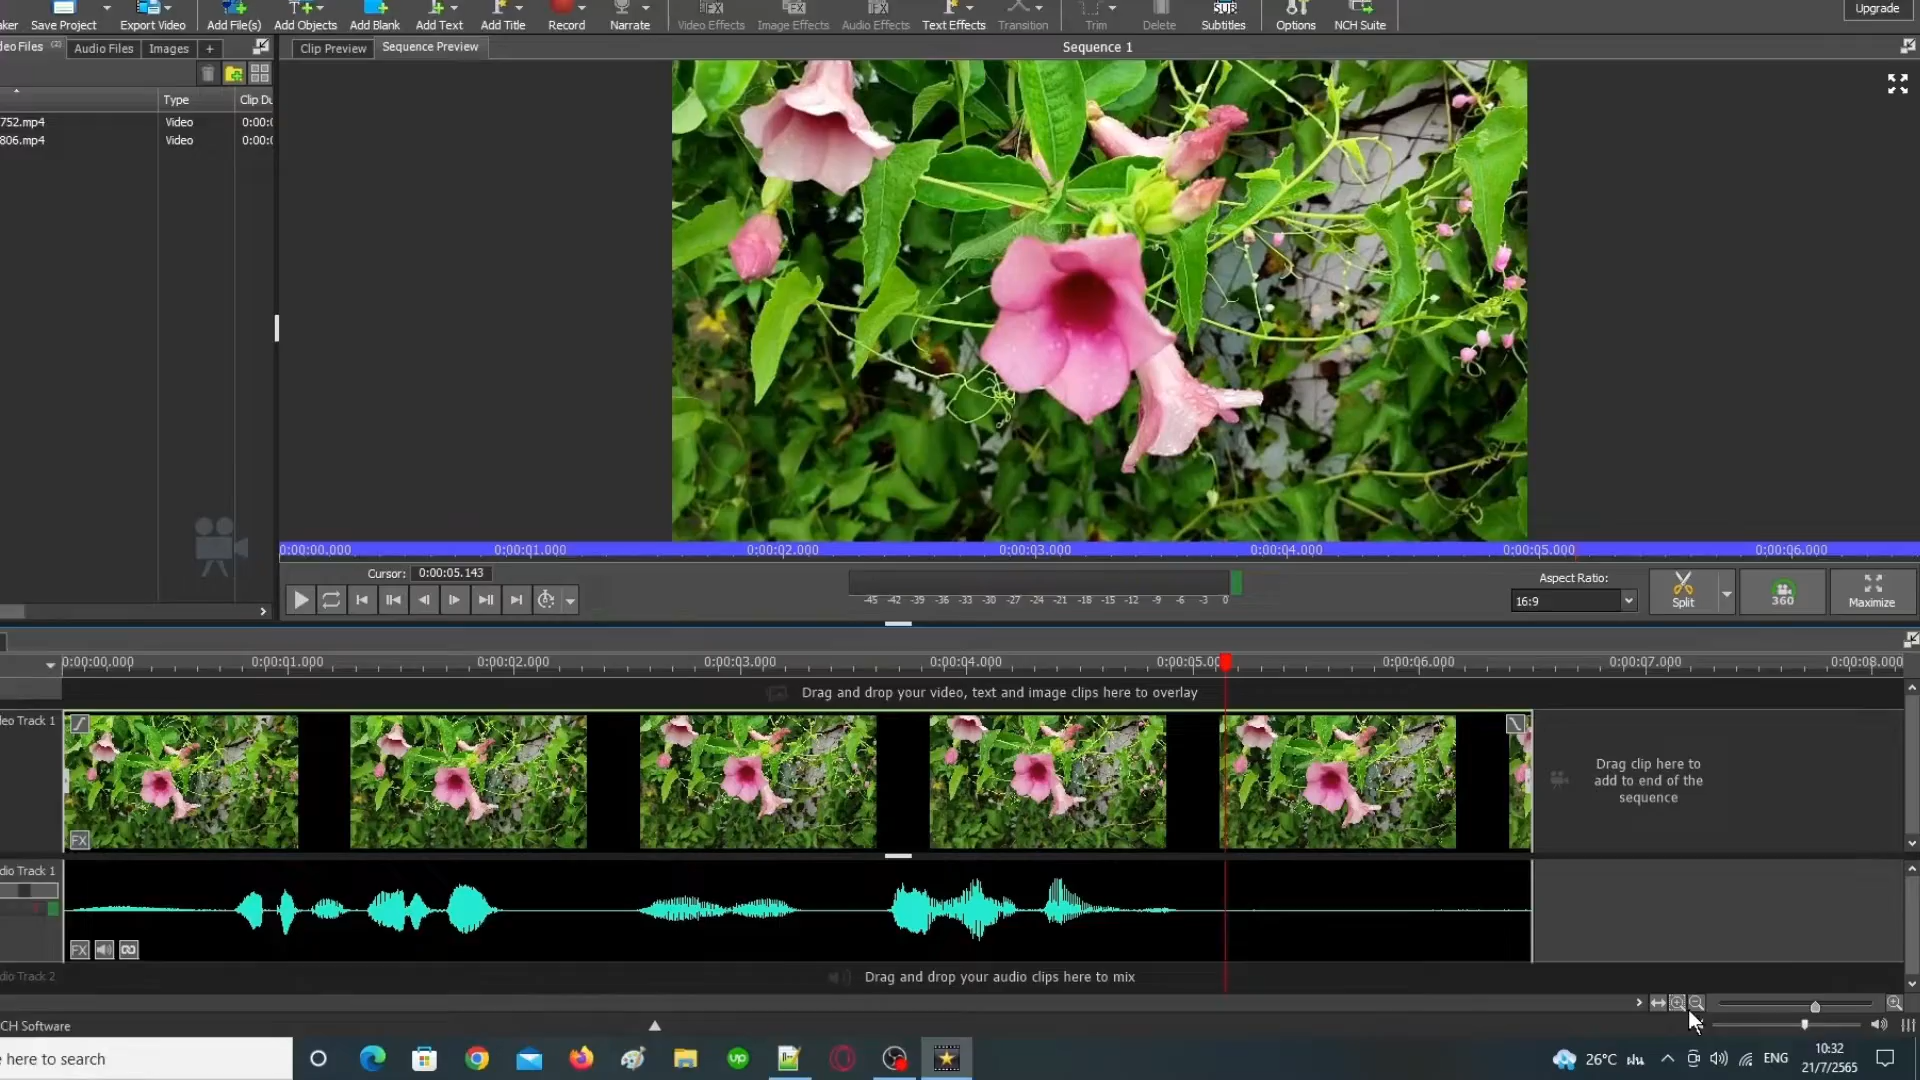 aker Save Project Export Video Add File(s) Add Objects Add Blank Add Text Add Title Record Narrate Video Effects Image Effects Audio Effects Text Effects Transition Trim Delete SUB Subtitles Options NCH Suite Upgrade
deo Files Audio Files Images +
Clip Preview Sequence Preview Sequence 1
Type Clip Du
752.mp4 Video 0:00:0
806.mp4 Video 0:00:0
0:00:00.000 0:00:01.000 0:00:02.000 0:00:03.000 0:00:04.000 0:00:05.000 0:00:06.000
Cursor: 0:00:05.143
-45 -42 -39 -36 -33 -30 -27 -24 -21 -18 -15 -12 -9 -6 -3 0
Aspect Ratio:
16:9
Split
360
Maximize
0:00:00.000 0:00:01.000 0:00:02.000 0:00:03.000 0:00:04.000 0:00:05.00 0:00:06.000 0:00:07.000 0:00:08.000
Drag and drop your video, text and image clips here to overlay
deo Track 1
FX
Drag clip here to
add to end of the
sequence
dio Track 1
FX
dio Track 2
Drag and drop your audio clips here to mix
CH Software
e here to search
up
26°C ฝน ENG
10:32
21/7/2565